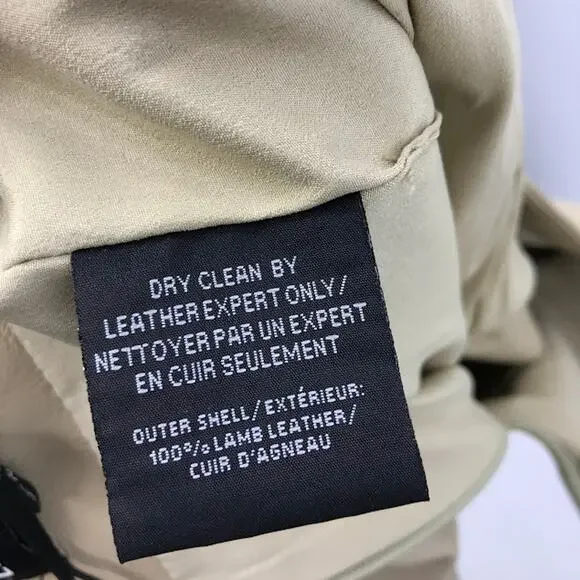 DRY CLEAN BY
LEATHER EXPERT ONLY/
NETTOYER PAR UN EXPERT
EN CUIR SEULEMENT
OUTER SHELL/EXTÉRIEUR:
100% LAMB LEATHER/
CUIR D'AGNEAU